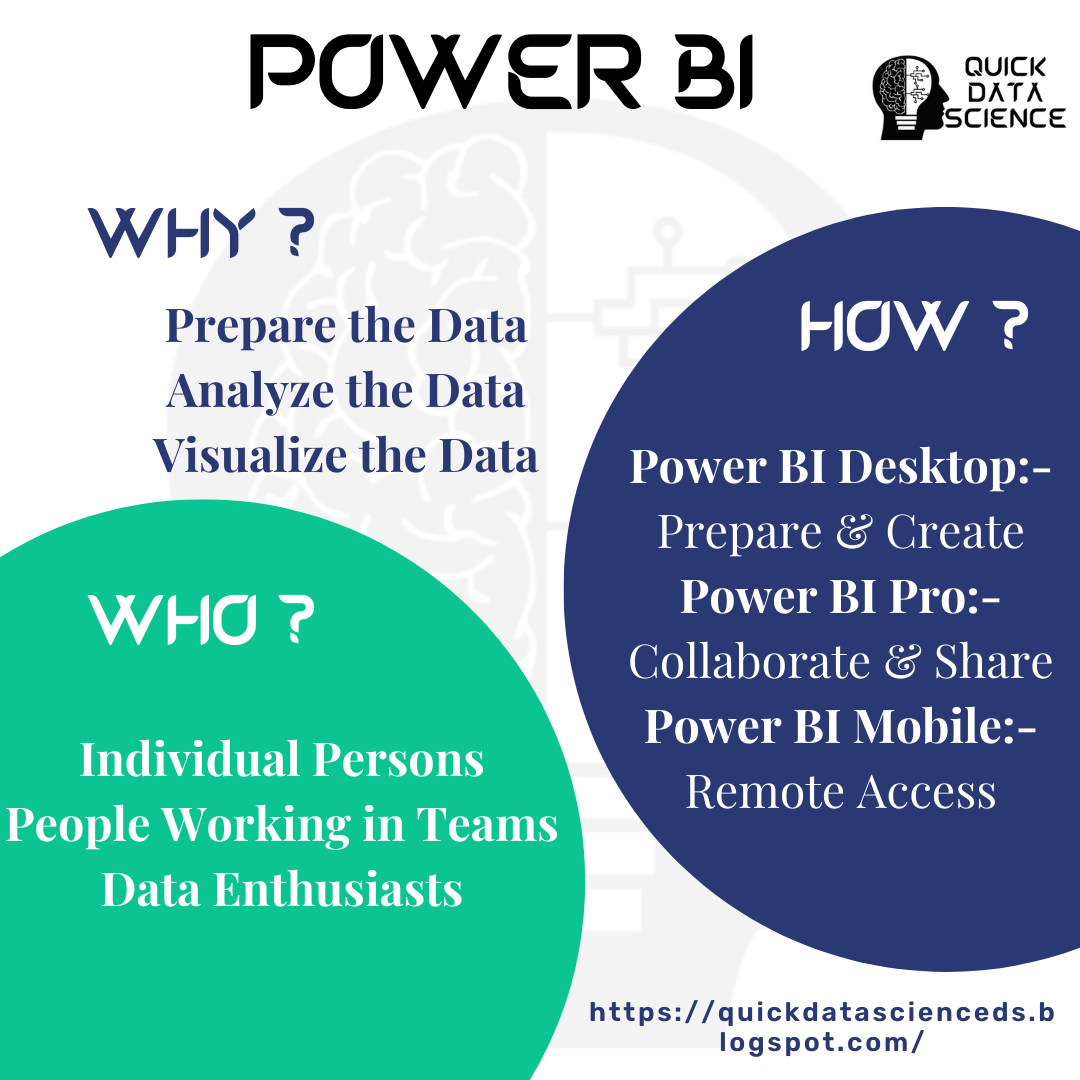 POWER BI
QUICK
DATA
SCIENCE
WHY ?
Prepare the Data
Analyze the Data
Visualize the Data
HOW ?
Power BI Desktop:-
Prepare & Create
Power BI Pro:-
Collaborate & Share
Power BI Mobile:-
Remote Access
WHO ?
Individual Persons
People Working in Teams
Data Enthusiasts
https://quickdatascienceds.b
logspot.com/